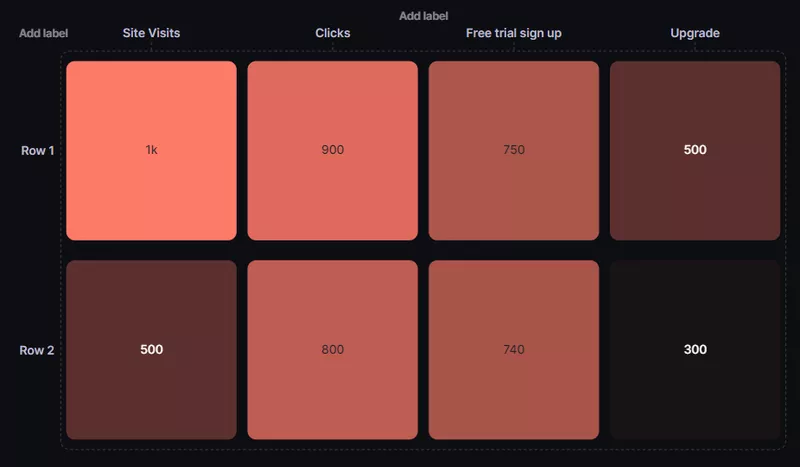 Add label
Add label Site Visits Clicks Free trial sign up Upgrade
Row 1 1k 900 750 500
Row 2 500 800 740 300